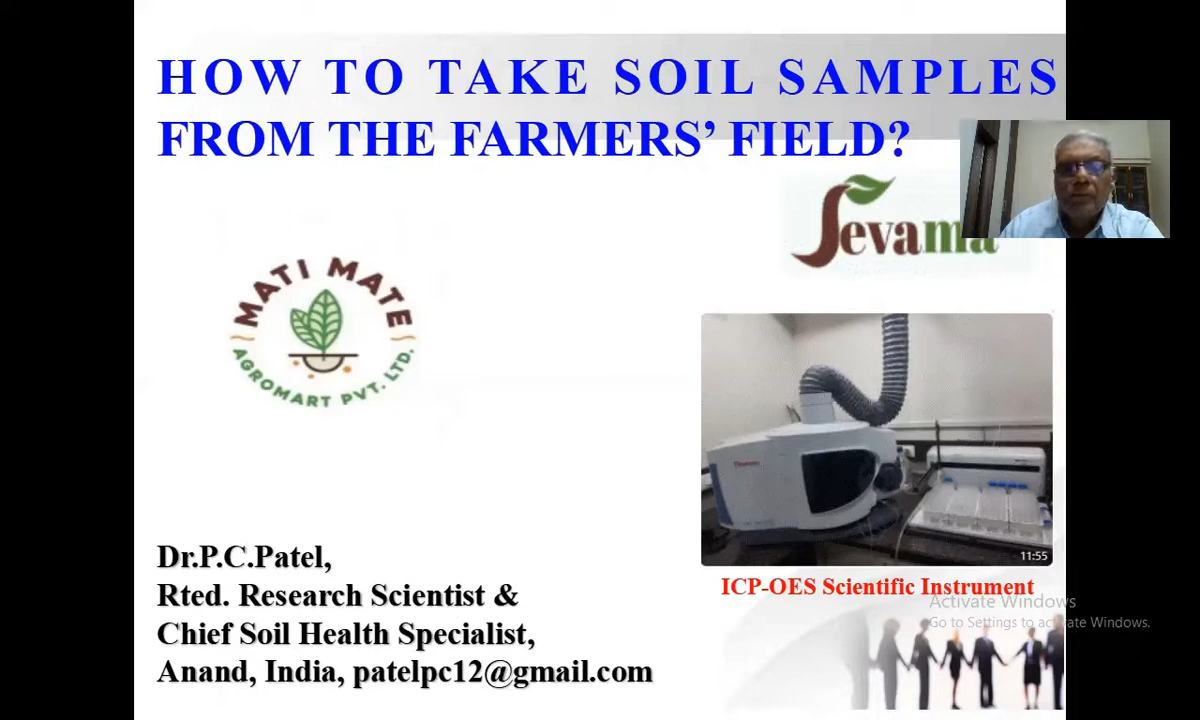 HOW TO TAKE SOIL SAMPLES
FROM THE FARMERS’ FIELD?
Sevama
MATI MATE
AGROMART PVT. LTD.
11:55
ICP-OES Scientific Instrument
Dr.P.C.Patel,
Rted. Research Scientist &
Chief Soil Health Specialist,
Anand, India, patelpc12@gmail.com
Activate Windows
Go to Settings to activate Windows.